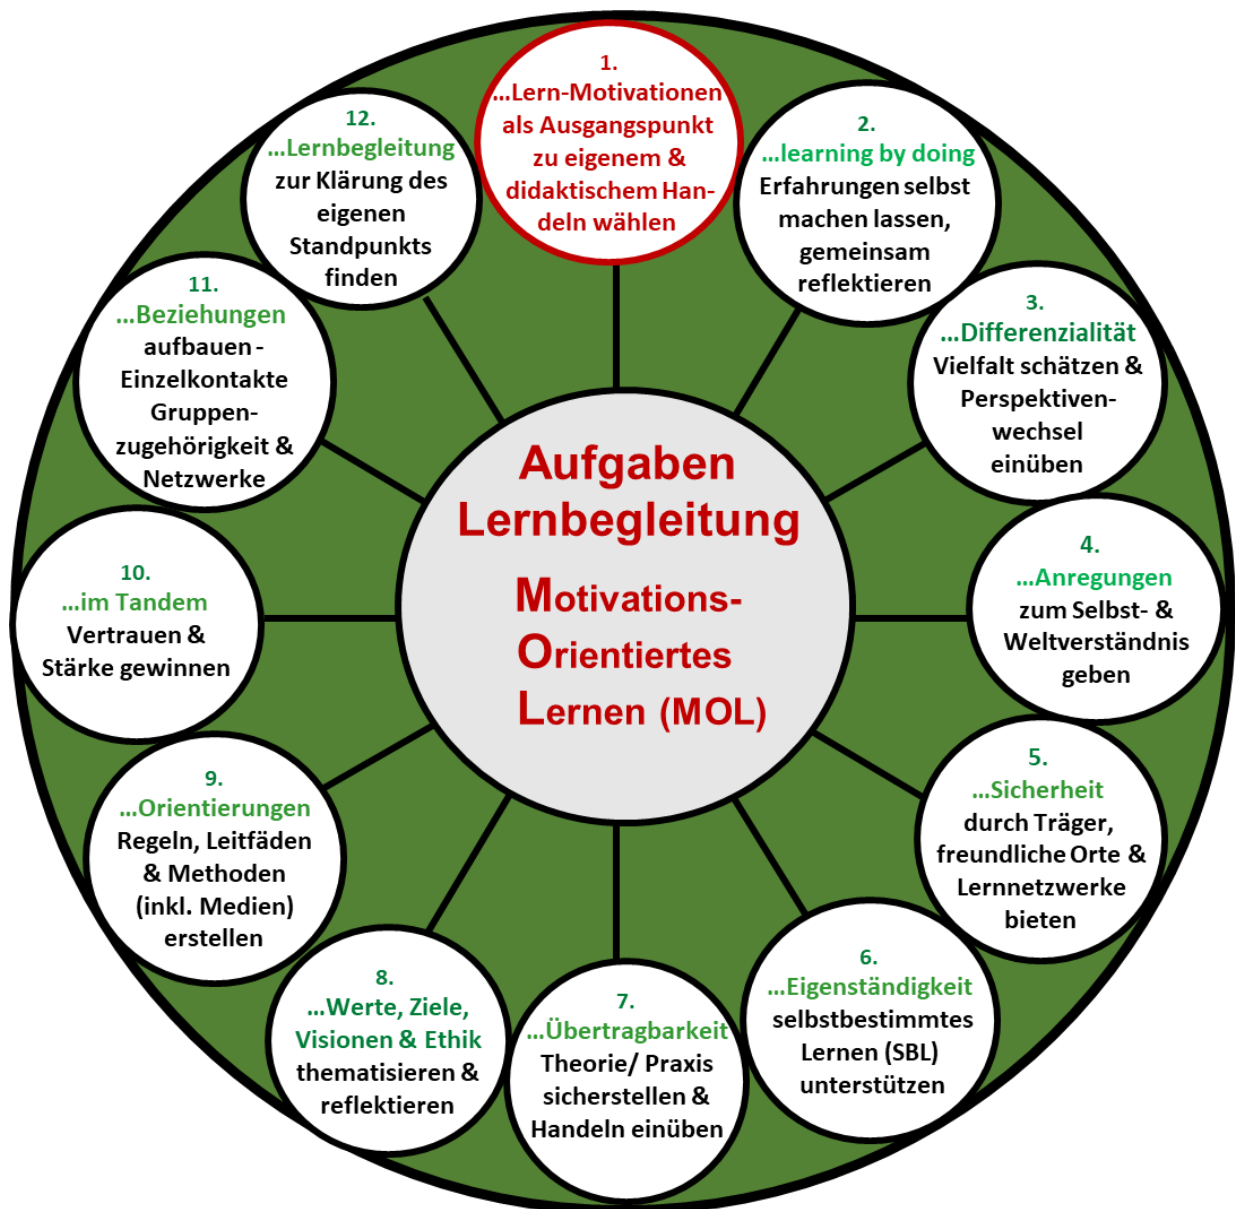 Aufgaben
Lernbegleitung
Motivations-
Orientiertes
Lernen (MOL)
1.
...Lern-Motivationen
als Ausgangspunkt
zu eigenem &
didaktischem Han-
deln wählen
2.
...learning by doing
Erfahrungen selbst
machen lassen,
gemeinsam
reflektieren
3.
...Differenzialität
Vielfalt schätzen &
Perspektiven-
wechsel
einüben
4.
...Anregungen
zum Selbst- &
Weltverständnis
geben
5.
...Sicherheit
durch Träger,
freundliche Orte &
Lernnetzwerke
bieten
6.
...Eigenständigkeit
selbstbestimmtes
Lernen (SBL)
unterstützen
7.
...Übertragbarkeit
Theorie/ Praxis
sicherstellen &
Handeln einüben
8.
...Werte, Ziele,
Visionen & Ethik
thematisieren &
reflektieren
9.
...Orientierungen
Regeln, Leitfäden
& Methoden
(inkl. Medien)
erstellen
10.
...im Tandem
Vertrauen &
Stärke gewinnen
11.
...Beziehungen
aufbauen -
Einzelkontakte
Gruppen-
zugehörigkeit &
Netzwerke
12.
...Lernbegleitung
zur Klärung des
eigenen
Standpunkts
finden